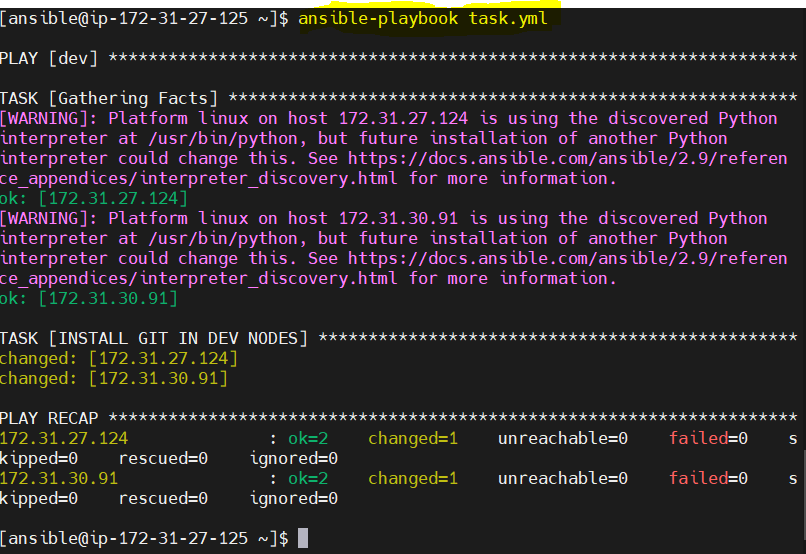 [ansible@ip-172-31-27-125 ~]$ ansible-playbook task.yml
PLAY [dev] *********************************************************************
TASK [Gathering Facts] *********************************************************
[WARNING]: Platform linux on host 172.31.27.124 is using the discovered Python
interpreter at /usr/bin/python, but future installation of another Python
interpreter could change this. See https://docs.ansible.com/ansible/2.9/referen
ce_appendices/interpreter_discovery.html for more information.
ok: [172.31.27.124]
[WARNING]: Platform linux on host 172.31.30.91 is using the discovered Python
interpreter at /usr/bin/python, but future installation of another Python
interpreter could change this. See https://docs.ansible.com/ansible/2.9/referen
ce_appendices/interpreter_discovery.html for more information.
ok: [172.31.30.91]
TASK [INSTALL GIT IN DEV NODES] ************************************************
changed: [172.31.27.124]
changed: [172.31.30.91]
PLAY RECAP *********************************************************************
172.31.27.124              : ok=2    changed=1    unreachable=0    failed=0    s
kipped=0    rescued=0    ignored=0
172.31.30.91               : ok=2    changed=1    unreachable=0    failed=0    s
kipped=0    rescued=0    ignored=0
[ansible@ip-172-31-27-125 ~]$